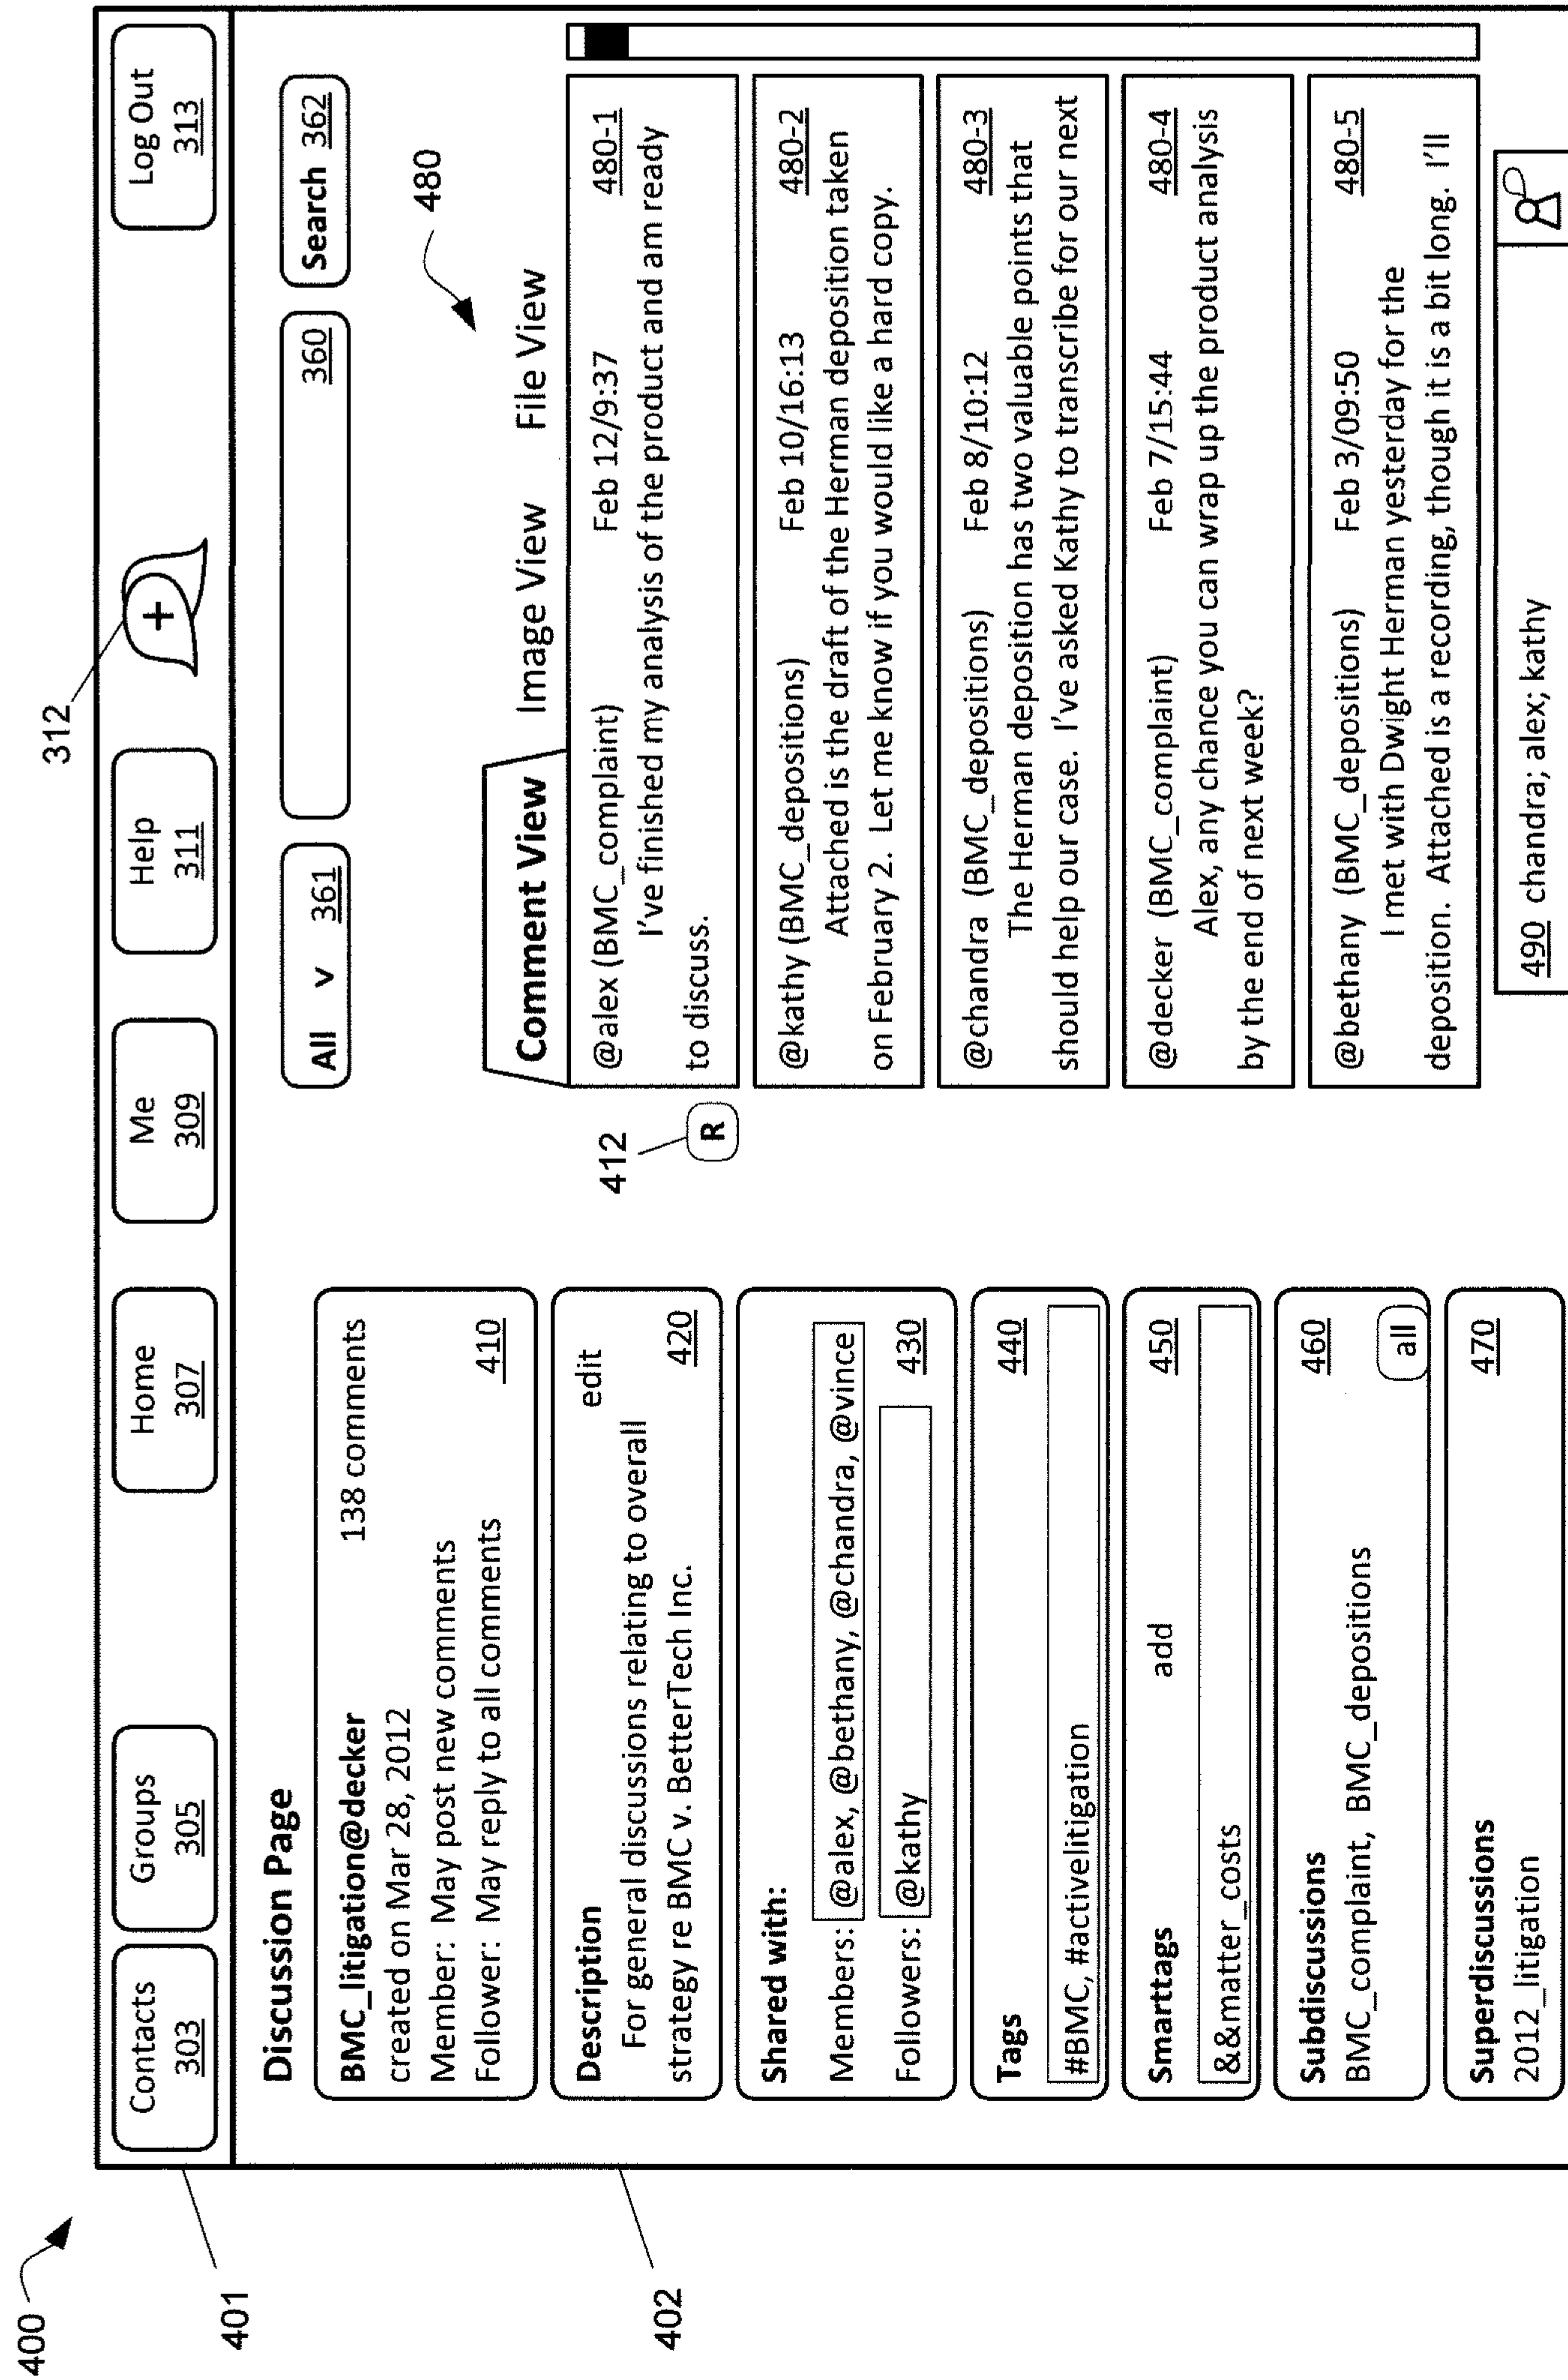 400
401
402
312
Contacts
303
Groups
305
Home
307
Me
309
Help
311
+
Log Out
313
Discussion Page
BMC_litigation@decker 138 comments
created on Mar 28, 2012
Member: May post new comments
Follower: May reply to all comments 410
Description edit
For general discussions relating to overall
strategy re BMC v. BetterTech Inc. 420
Shared with:
Members: @alex, @bethany, @chandra, @vince
Followers: @kathy 430
Tags 440
#BMC, #activelitigation
Smarttags add 450
&&matter_costs
Subdiscussions 460
BMC_complaint, BMC_depositions all
Superdiscussions 470
2012_litigation
All v 361
360
Search 362
480
Comment View Image View File View
412
R
@alex (BMC_complaint) Feb 12/9:37 480-1
I've finished my analysis of the product and am ready
to discuss.
@kathy (BMC_depositions) Feb 10/16:13 480-2
Attached is the draft of the Herman deposition taken
on February 2. Let me know if you would like a hard copy.
@chandra (BMC_depositions) Feb 8/10:12 480-3
The Herman deposition has two valuable points that
should help our case. I've asked Kathy to transcribe for our next
@decker (BMC_complaint) Feb 7/15:44 480-4
Alex, any chance you can wrap up the product analysis
by the end of next week?
@bethany (BMC_depositions) Feb 3/09:50 480-5
I met with Dwight Herman yesterday for the
deposition. Attached is a recording, though it is a bit long. I'll
490 chandra; alex; kathy